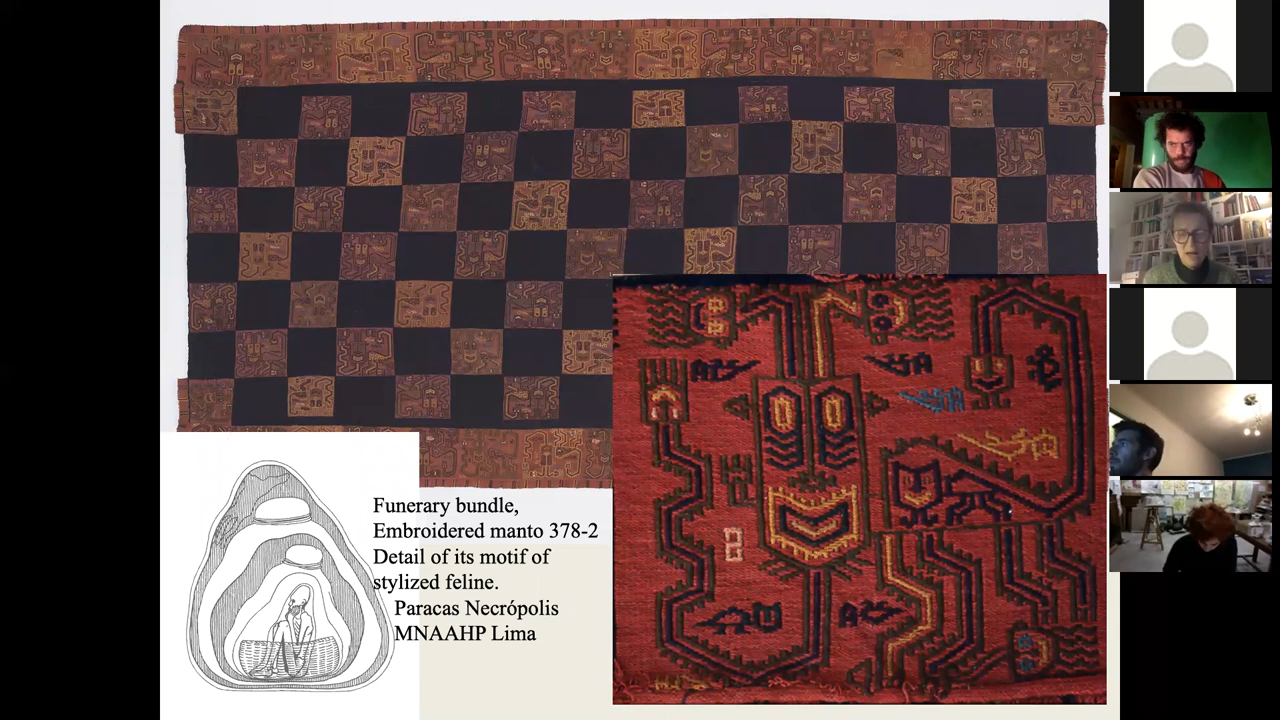 Funerary bundle,
Embroidered manto 378-2
Detail of its motif of
stylized feline.
Paracas Necrópolis
MNAAHP Lima